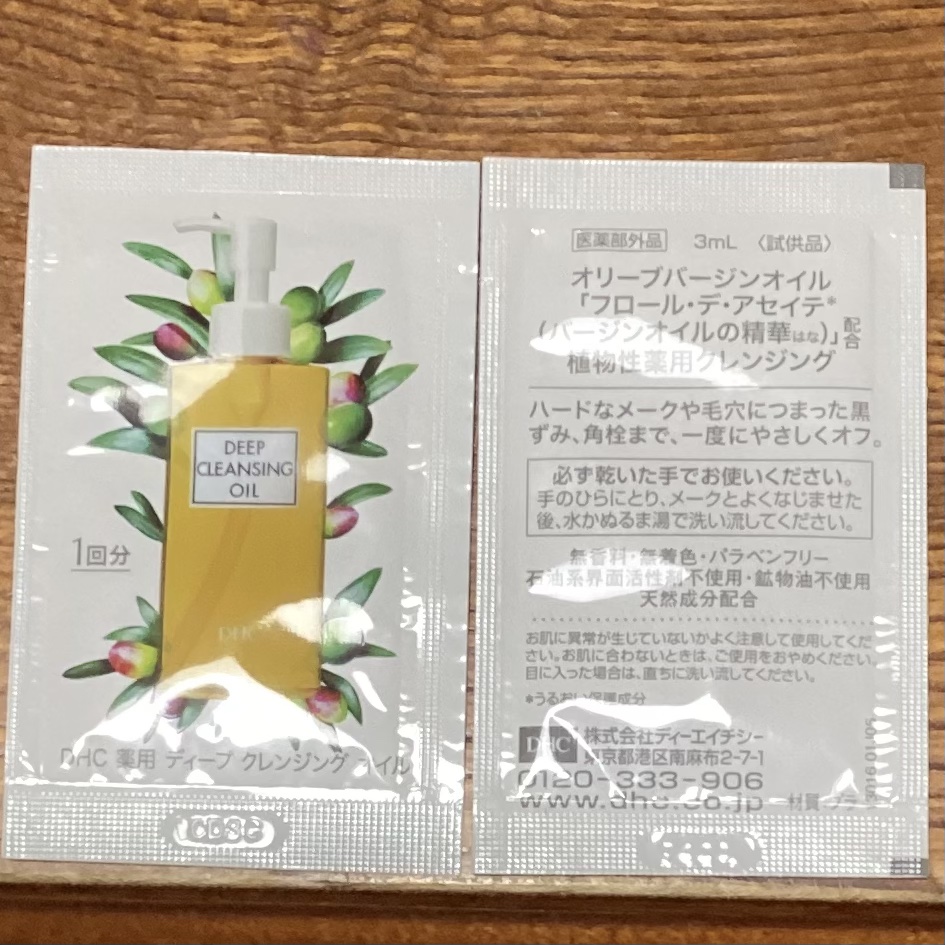 DEEP
CLEANSING
OIL
1回分
DHC
DHC 薬用 ディープ クレンジング オイル
医薬部外品 3mL 〈試供品〉
オリーブバージンオイル
「フロール・デ・アセイテ*
(バージンオイルの精華はな)」配合
植物性薬用クレンジング
ハードなメークや毛穴につまった黒
ずみ、角栓まで、一度にやさしくオフ。
必ず乾いた手でお使いください。
手のひらにとり、メークとよくなじませた
後、水かぬるま湯で洗い流してください。
無香料・無着色・パラベンフリー
石油系界面活性剤不使用・鉱物油不使用
天然成分配合
お肌に異常が生じていないかよく注意して使用してくだ
さい。お肌に合わないときは、ご使用をおやめください。
目に入った場合は、直ちに洗い流してください。
*うるおい保護成分
DHC 株式会社ディーエイチシー
東京都港区南麻布2-7-1
0120-333-906
www.dhc.co.jp 材質 プラ